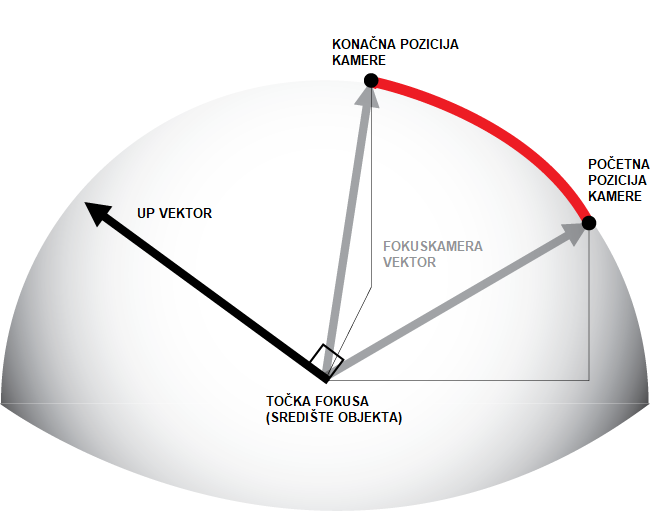 KONAČNA POZICIJA
KAMERE
POČETNA
POZICIJA
KAMERE
UP VEKTOR
FOKUSKAMERA
VEKTOR
TOČKA FOKUSA
(SREDIŠTE OBJEKTA)